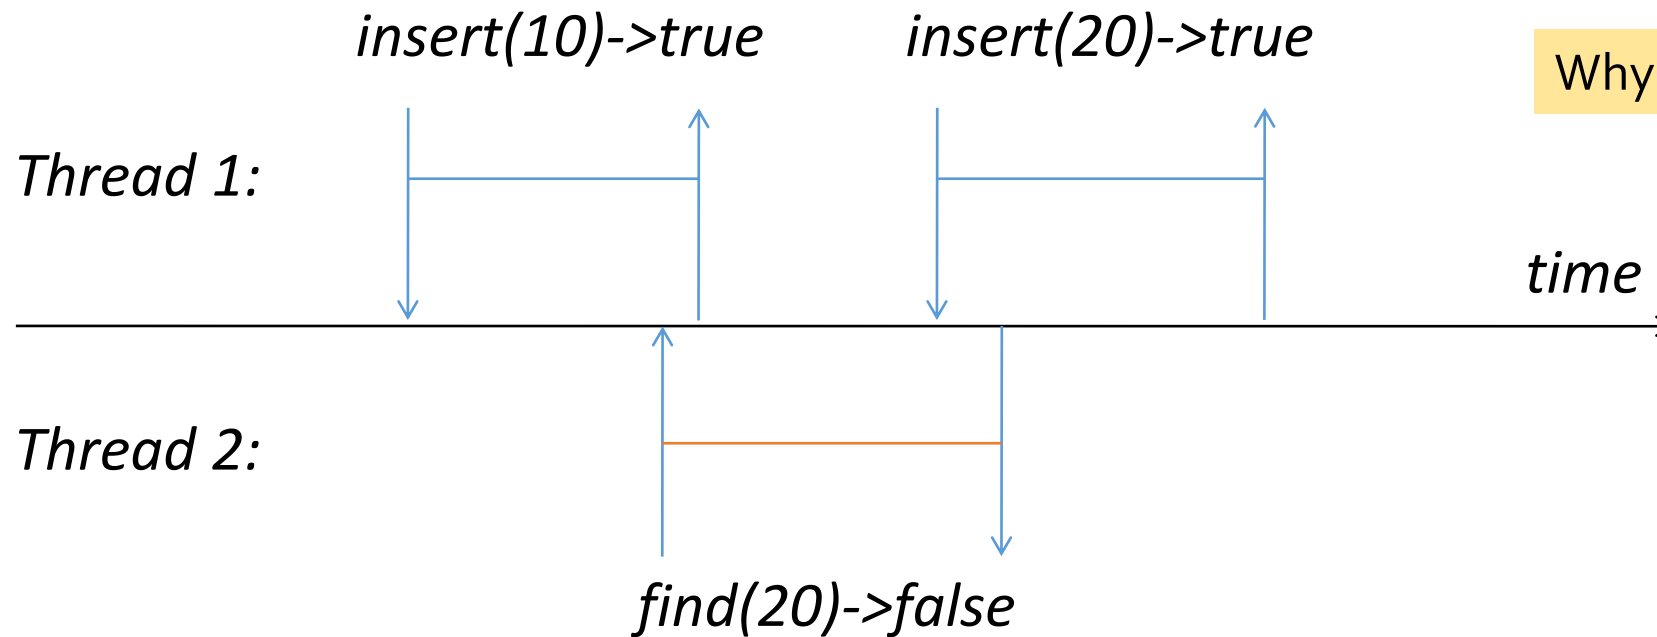 insert(10)->true
insert(20)->true
Why
Thread 1:
time
Thread 2:
find(20)->false